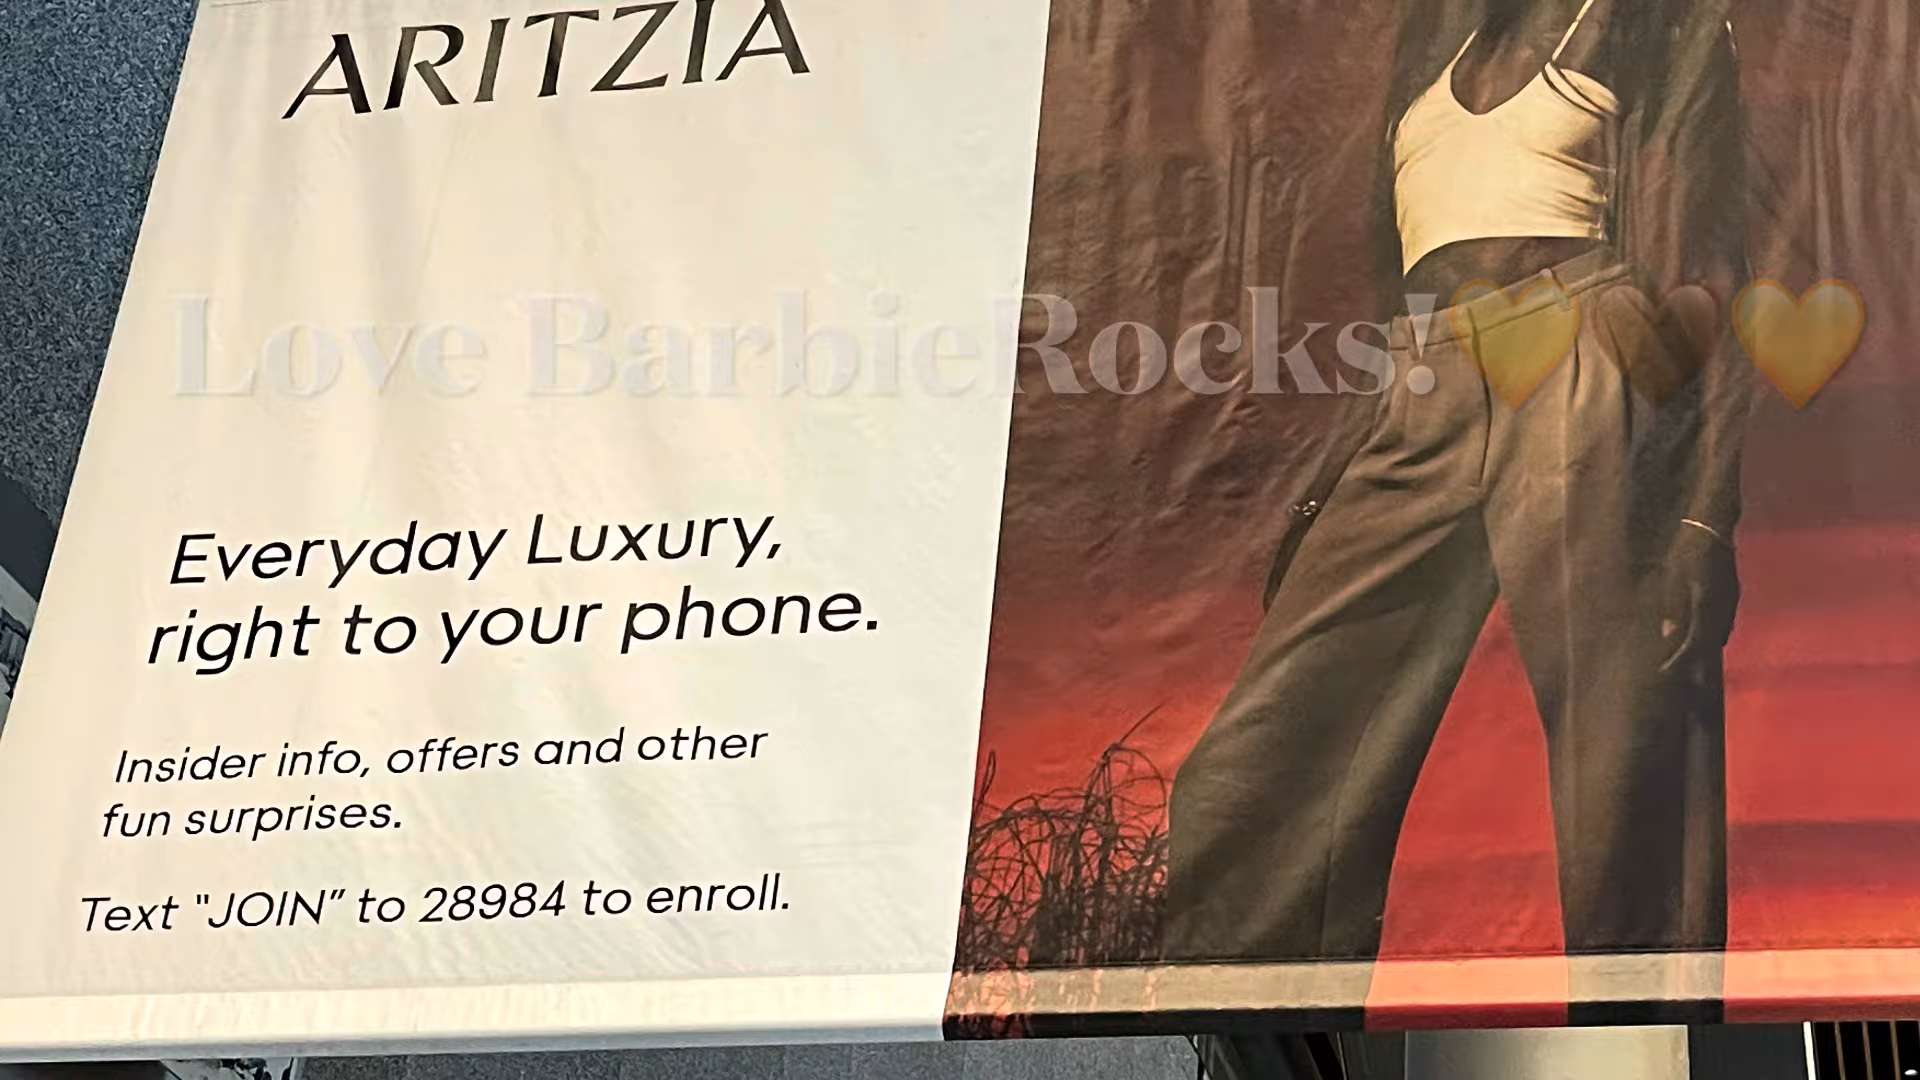 ARITZIA
Love BarbieRocks!💛🤎💛
Everyday Luxury,
right to your phone.
Insider info, offers and other
fun surprises.
Text "JOIN" to 28984 to enroll.